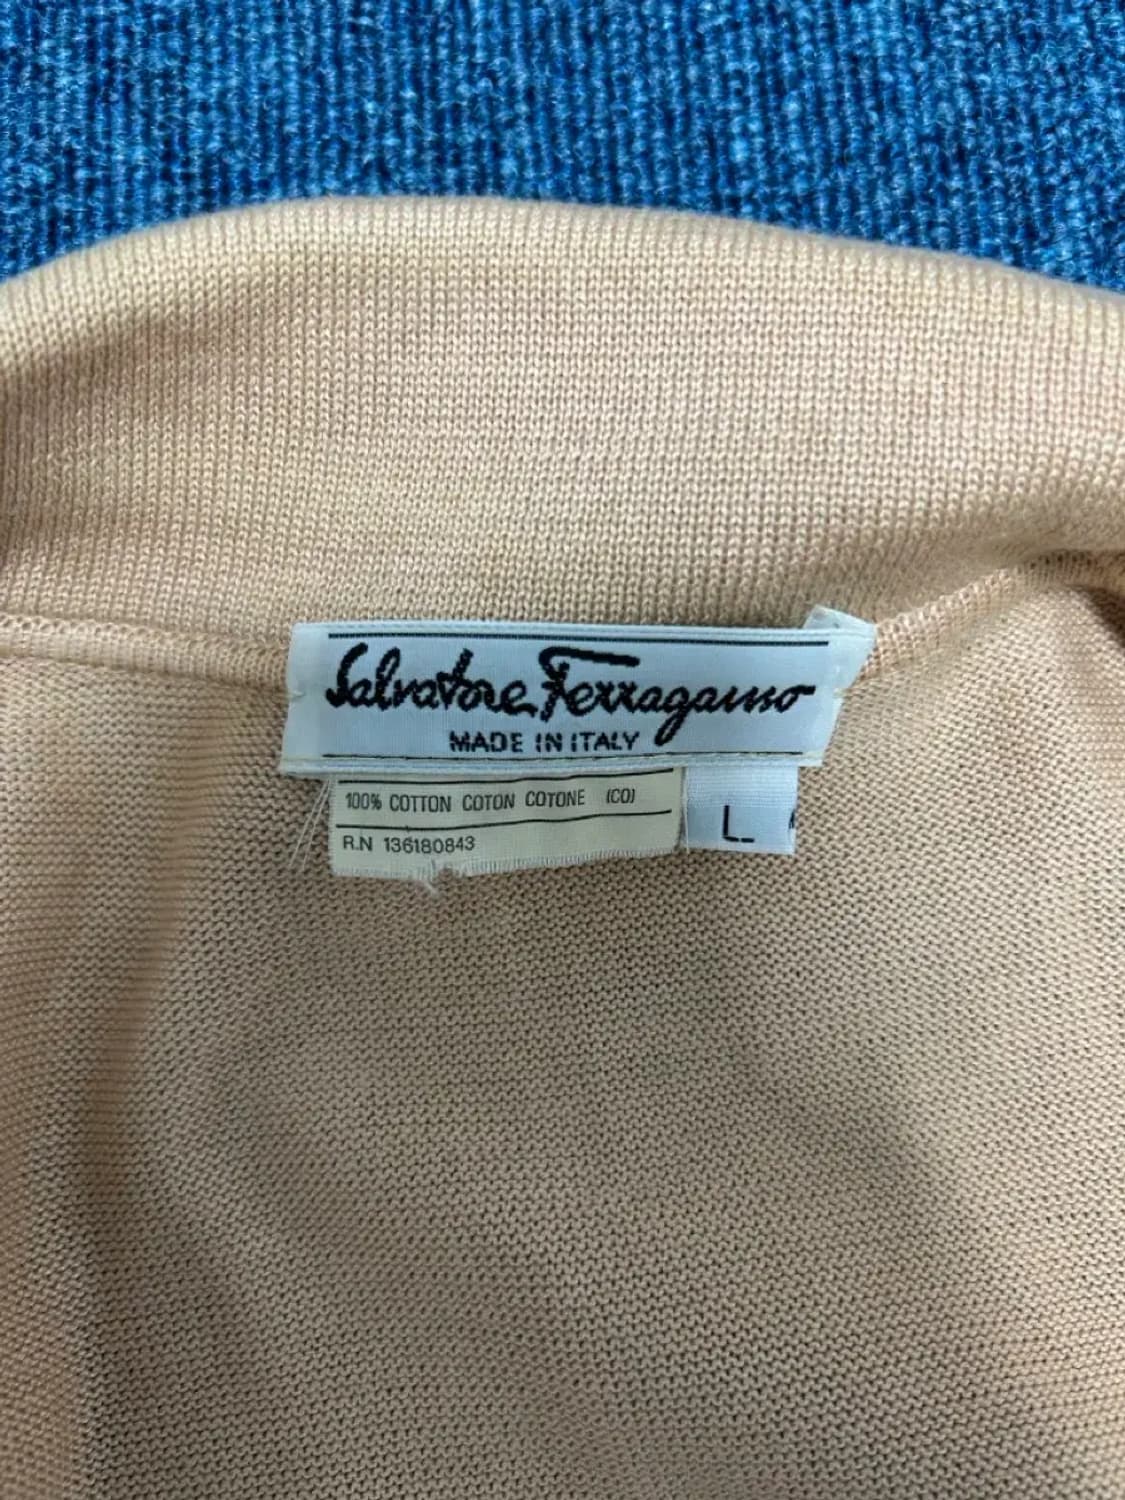 Salvatore Ferragamo
MADE IN ITALY
100% COTTON COTON COTONE (CO)
R.N 136180843
L